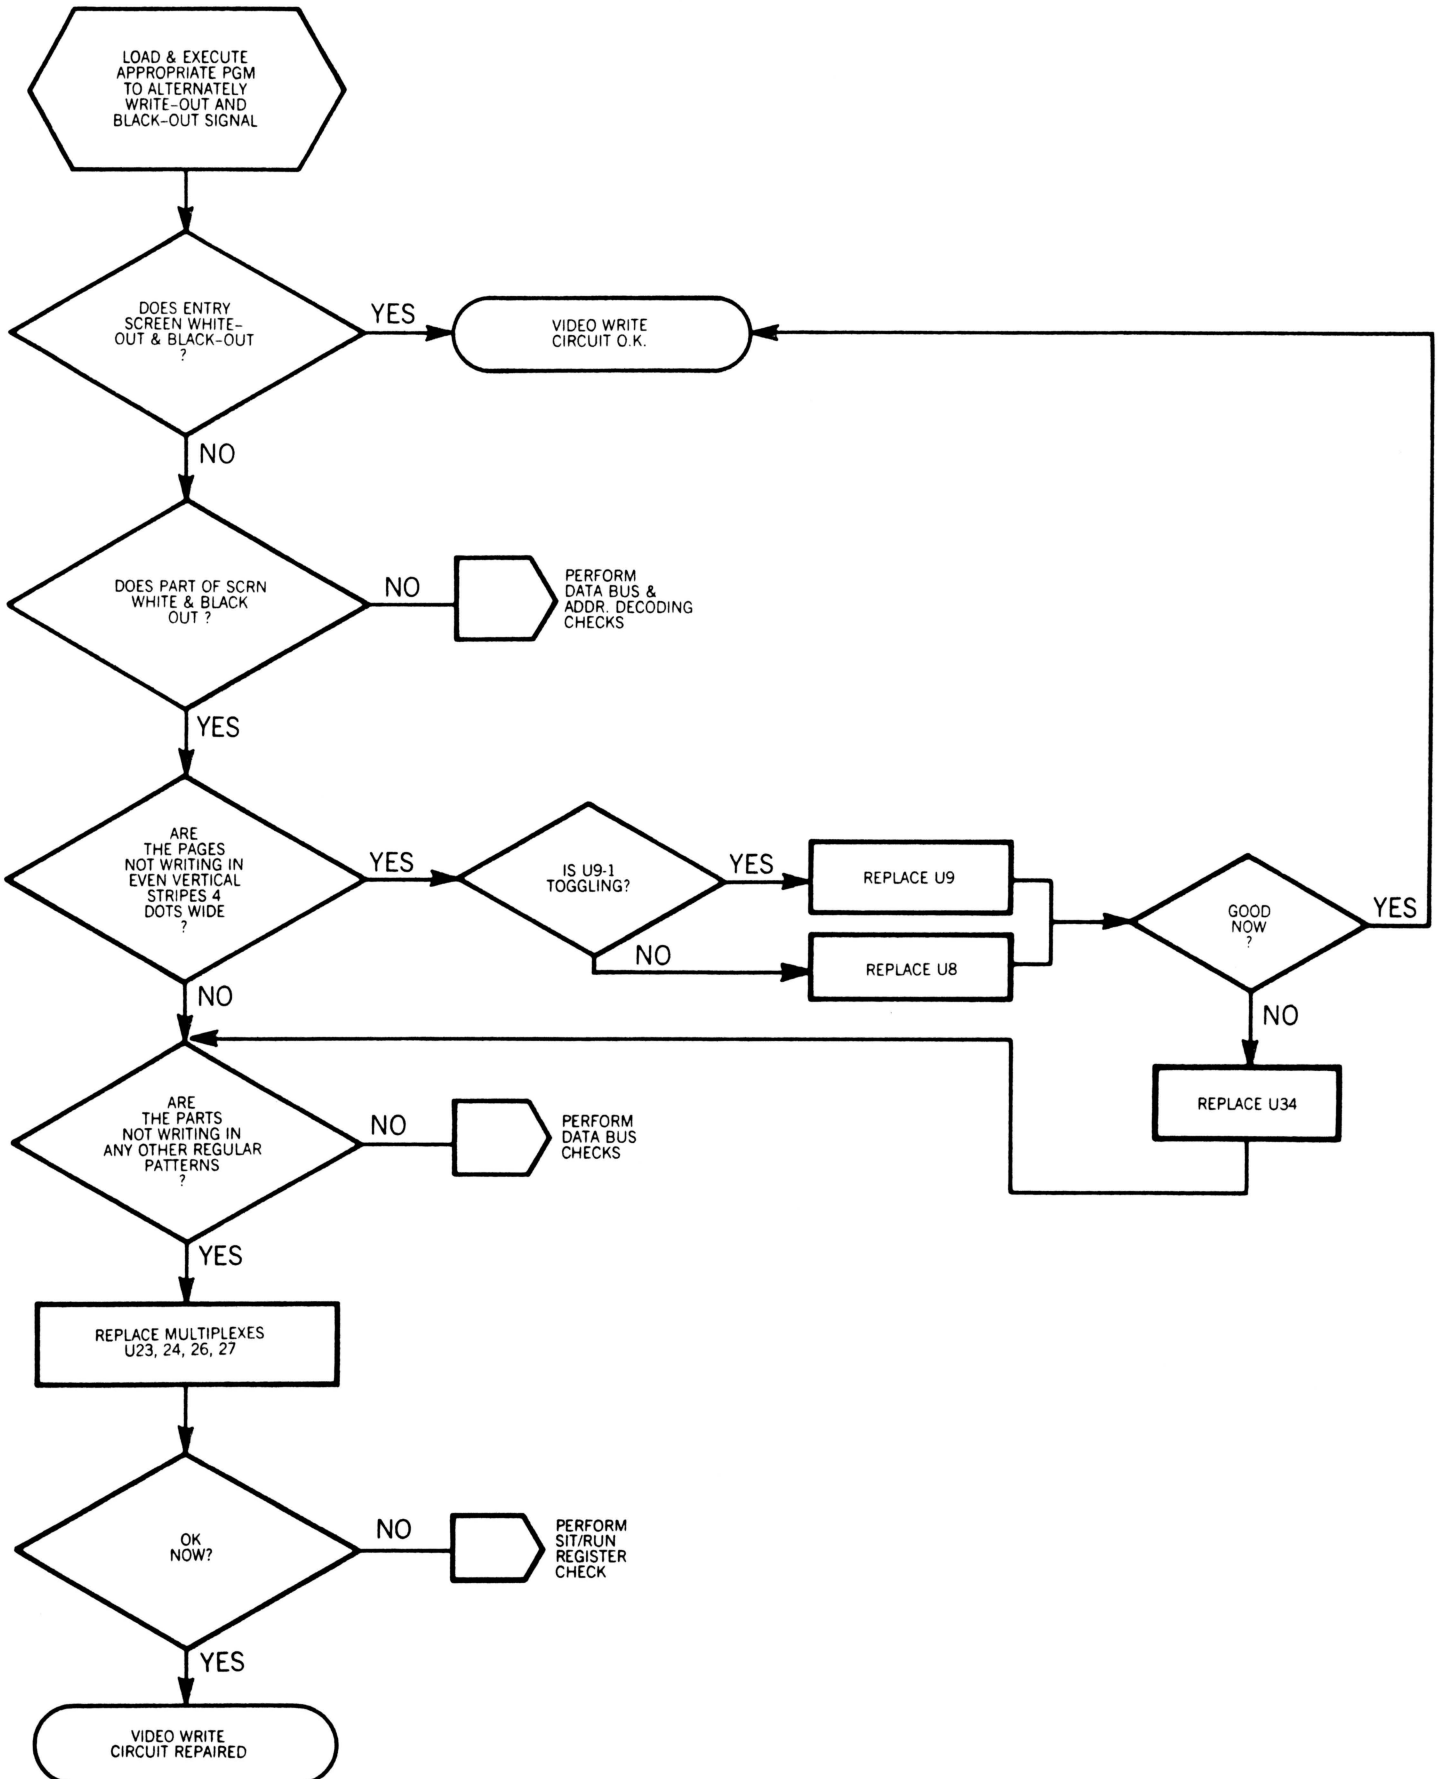 LOAD & EXECUTE
APPROPRIATE PGM
TO ALTERNATELY
WRITE-OUT AND
BLACK-OUT SIGNAL
DOES ENTRY
SCREEN WHITE-
OUT & BLACK-OUT
?
YES
VIDEO WRITE
CIRCUIT O.K.
NO
DOES PART OF SCRN
WHITE & BLACK
OUT ?
NO
PERFORM
DATA BUS &
ADDR. DECODING
CHECKS
YES
ARE
THE PAGES
NOT WRITING IN
EVEN VERTICAL
STRIPES 4
DOTS WIDE
?
YES
IS U9-1
TOGGLING?
YES
REPLACE U9
NO
REPLACE U8
GOOD
NOW
?
YES
NO
REPLACE U34
NO
ARE
THE PARTS
NOT WRITING IN
ANY OTHER REGULAR
PATTERNS
?
NO
PERFORM
DATA BUS
CHECKS
YES
REPLACE MULTIPLEXES
U23, 24, 26, 27
OK
NOW?
NO
PERFORM
SIT/RUN
REGISTER
CHECK
YES
VIDEO WRITE
CIRCUIT REPAIRED